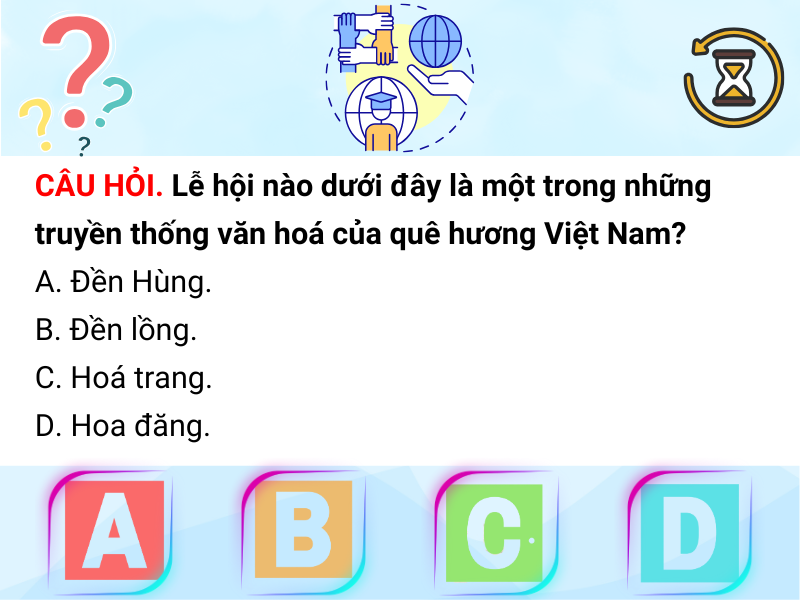 CÂU HỎI. Lễ hội nào dưới đây là một trong những
truyền thống văn hoá của quê hương Việt Nam?
A. Đền Hùng.
B. Đền lồng.
C. Hoá trang.
D. Hoa đăng.
A B C D